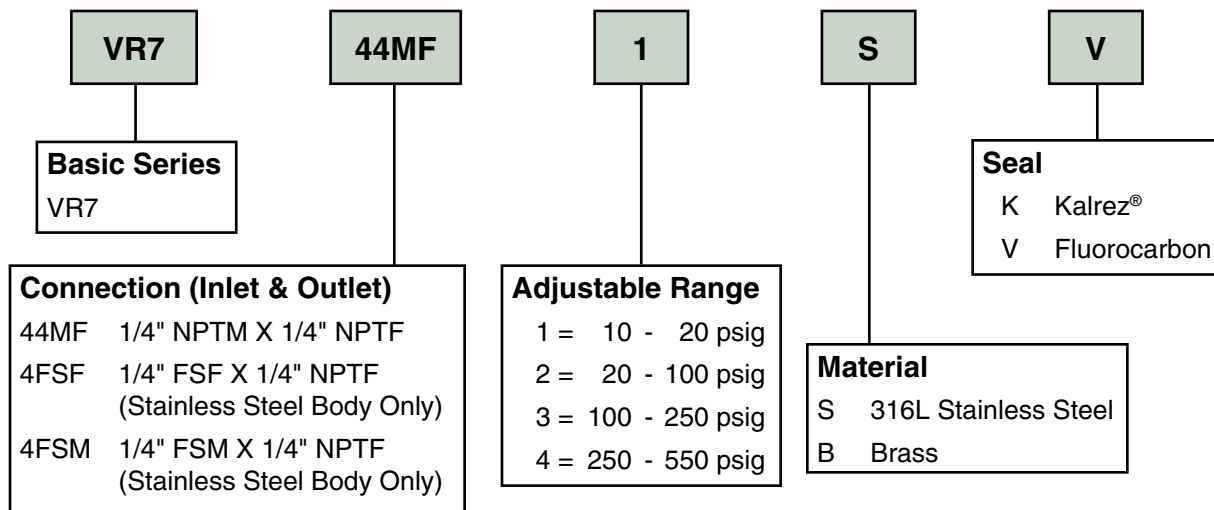 VR7 44MF 1 S V
Basic Series
VR7
Connection (Inlet & Outlet)
44MF 1/4" NPTM X 1/4" NPTF
4FSF 1/4" FSF X 1/4" NPTF
(Stainless Steel Body Only)
4FSM 1/4" FSM X 1/4" NPTF
(Stainless Steel Body Only)
Adjustable Range
1 = 10 - 20 psig
2 = 20 - 100 psig
3 = 100 - 250 psig
4 = 250 - 550 psig
Material
S 316L Stainless Steel
B Brass
Seal
K Kalrez®
V Fluorocarbon